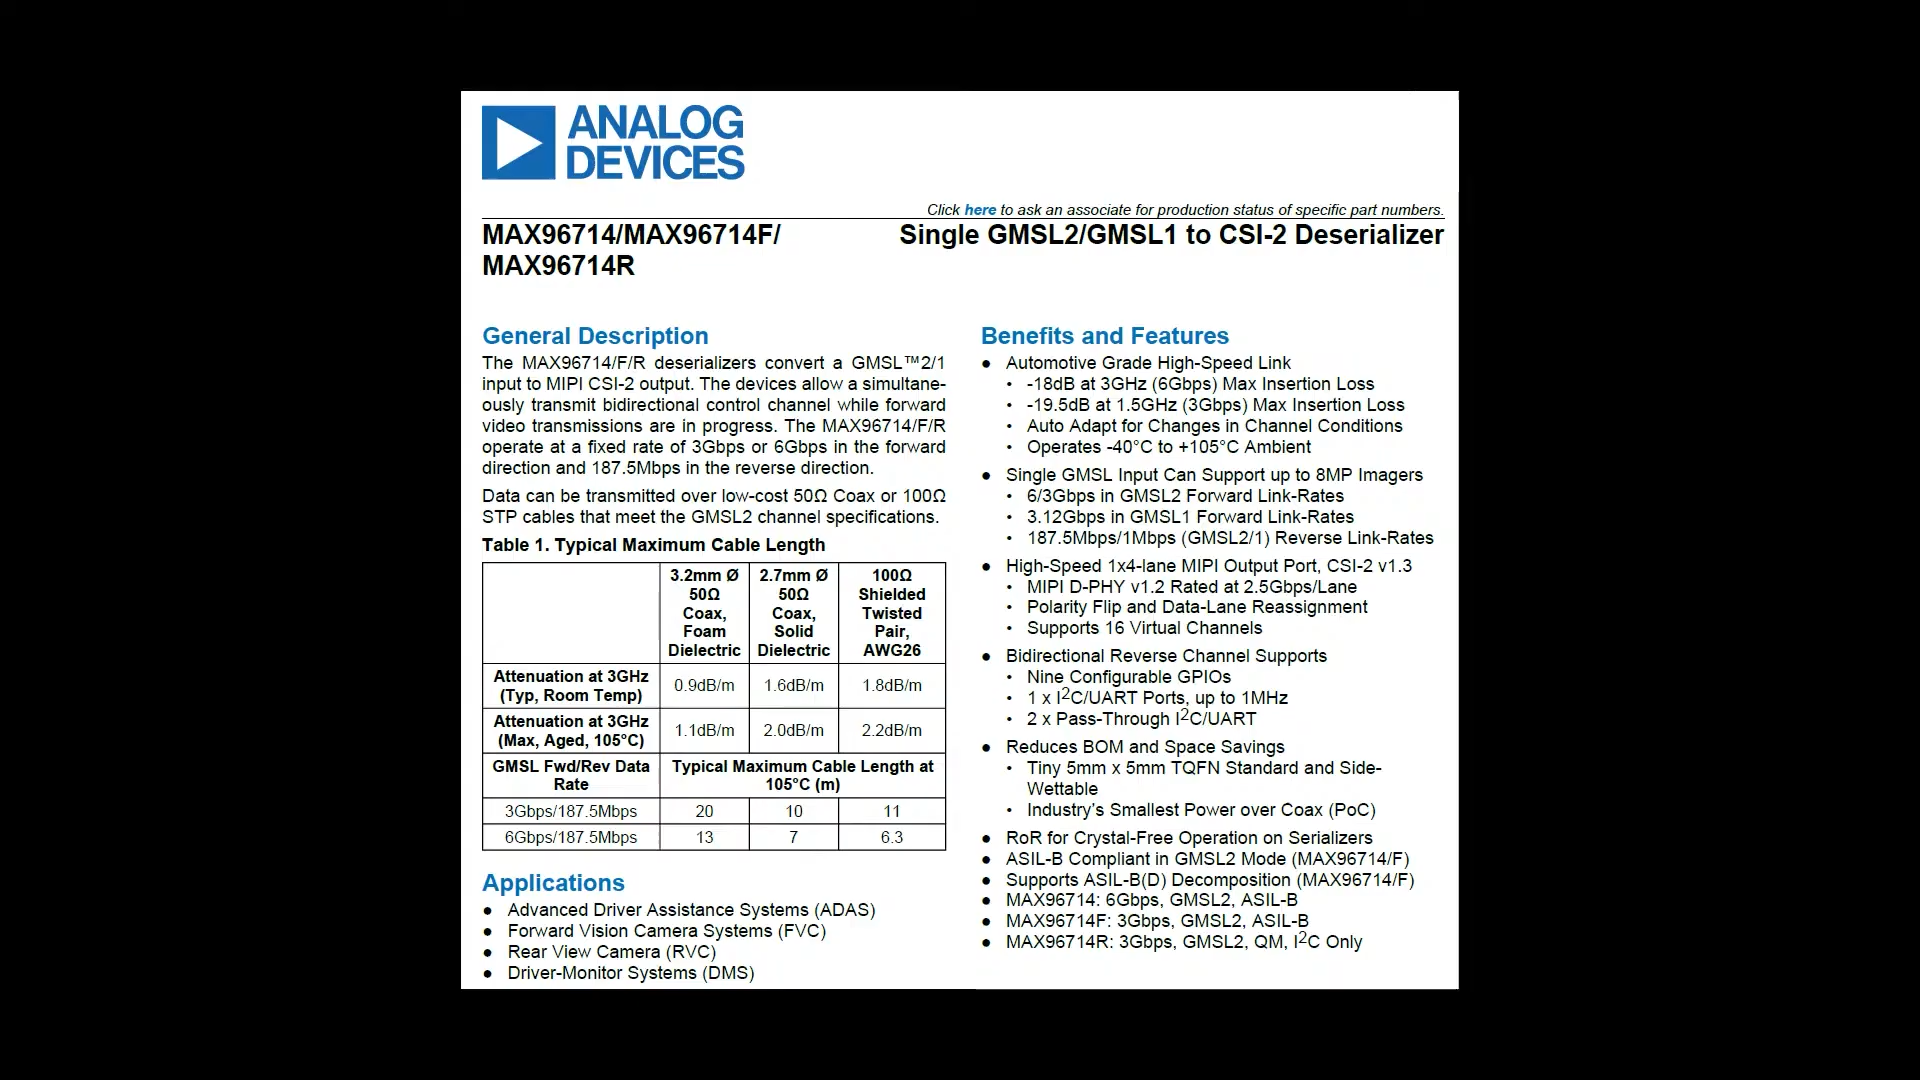 ANALOG
DEVICES
Click here to ask an associate for production status of specific part numbers.
MAX96714/MAX96714F/
MAX96714R
Single GMSL2/GMSL1 to CSI-2 Deserializer
General Description
The MAX96714/F/R deserializers convert a GMSL™2/1
input to MIPI CSI-2 output. The devices allow a simultane-
ously transmit bidirectional control channel while forward
video transmissions are in progress. The MAX96714/F/R
operate at a fixed rate of 3Gbps or 6Gbps in the forward
direction and 187.5Mbps in the reverse direction.
Data can be transmitted over low-cost 50Ω Coax or 100Ω
STP cables that meet the GMSL2 channel specifications.
Table 1. Typical Maximum Cable Length
3.2mm Ø
50Ω
Coax,
Foam
Dielectric
2.7mm Ø
50Ω
Coax,
Solid
Dielectric
100Ω
Shielded
Twisted
Pair,
AWG26
Attenuation at 3GHz
(Typ, Room Temp)
0.9dB/m
1.6dB/m
1.8dB/m
Attenuation at 3GHz
(Max, Aged, 105°C)
1.1dB/m
2.0dB/m
2.2dB/m
GMSL Fwd/Rev Data
Rate
Typical Maximum Cable Length at
105°C (m)
3Gbps/187.5Mbps
20
10
11
6Gbps/187.5Mbps
13
7
6.3
Applications
● Advanced Driver Assistance Systems (ADAS)
● Forward Vision Camera Systems (FVC)
● Rear View Camera (RVC)
● Driver-Monitor Systems (DMS)
Benefits and Features
● Automotive Grade High-Speed Link
• -18dB at 3GHz (6Gbps) Max Insertion Loss
• -19.5dB at 1.5GHz (3Gbps) Max Insertion Loss
• Auto Adapt for Changes in Channel Conditions
• Operates -40°C to +105°C Ambient
● Single GMSL Input Can Support up to 8MP Imagers
• 6/3Gbps in GMSL2 Forward Link-Rates
• 3.12Gbps in GMSL1 Forward Link-Rates
• 187.5Mbps/1Mbps (GMSL2/1) Reverse Link-Rates
● High-Speed 1x4-lane MIPI Output Port, CSI-2 v1.3
• MIPI D-PHY v1.2 Rated at 2.5Gbps/Lane
• Polarity Flip and Data-Lane Reassignment
• Supports 16 Virtual Channels
● Bidirectional Reverse Channel Supports
• Nine Configurable GPIOs
• 1 x I2C/UART Ports, up to 1MHz
• 2 x Pass-Through I2C/UART
● Reduces BOM and Space Savings
• Tiny 5mm x 5mm TQFN Standard and Side-
Wettable
• Industry's Smallest Power over Coax (PoC)
● RoR for Crystal-Free Operation on Serializers
● ASIL-B Compliant in GMSL2 Mode (MAX96714/F)
● Supports ASIL-B(D) Decomposition (MAX96714/F)
● MAX96714: 6Gbps, GMSL2, ASIL-B
● MAX96714F: 3Gbps, GMSL2, ASIL-B
● MAX96714R: 3Gbps, GMSL2, QM, I2C Only